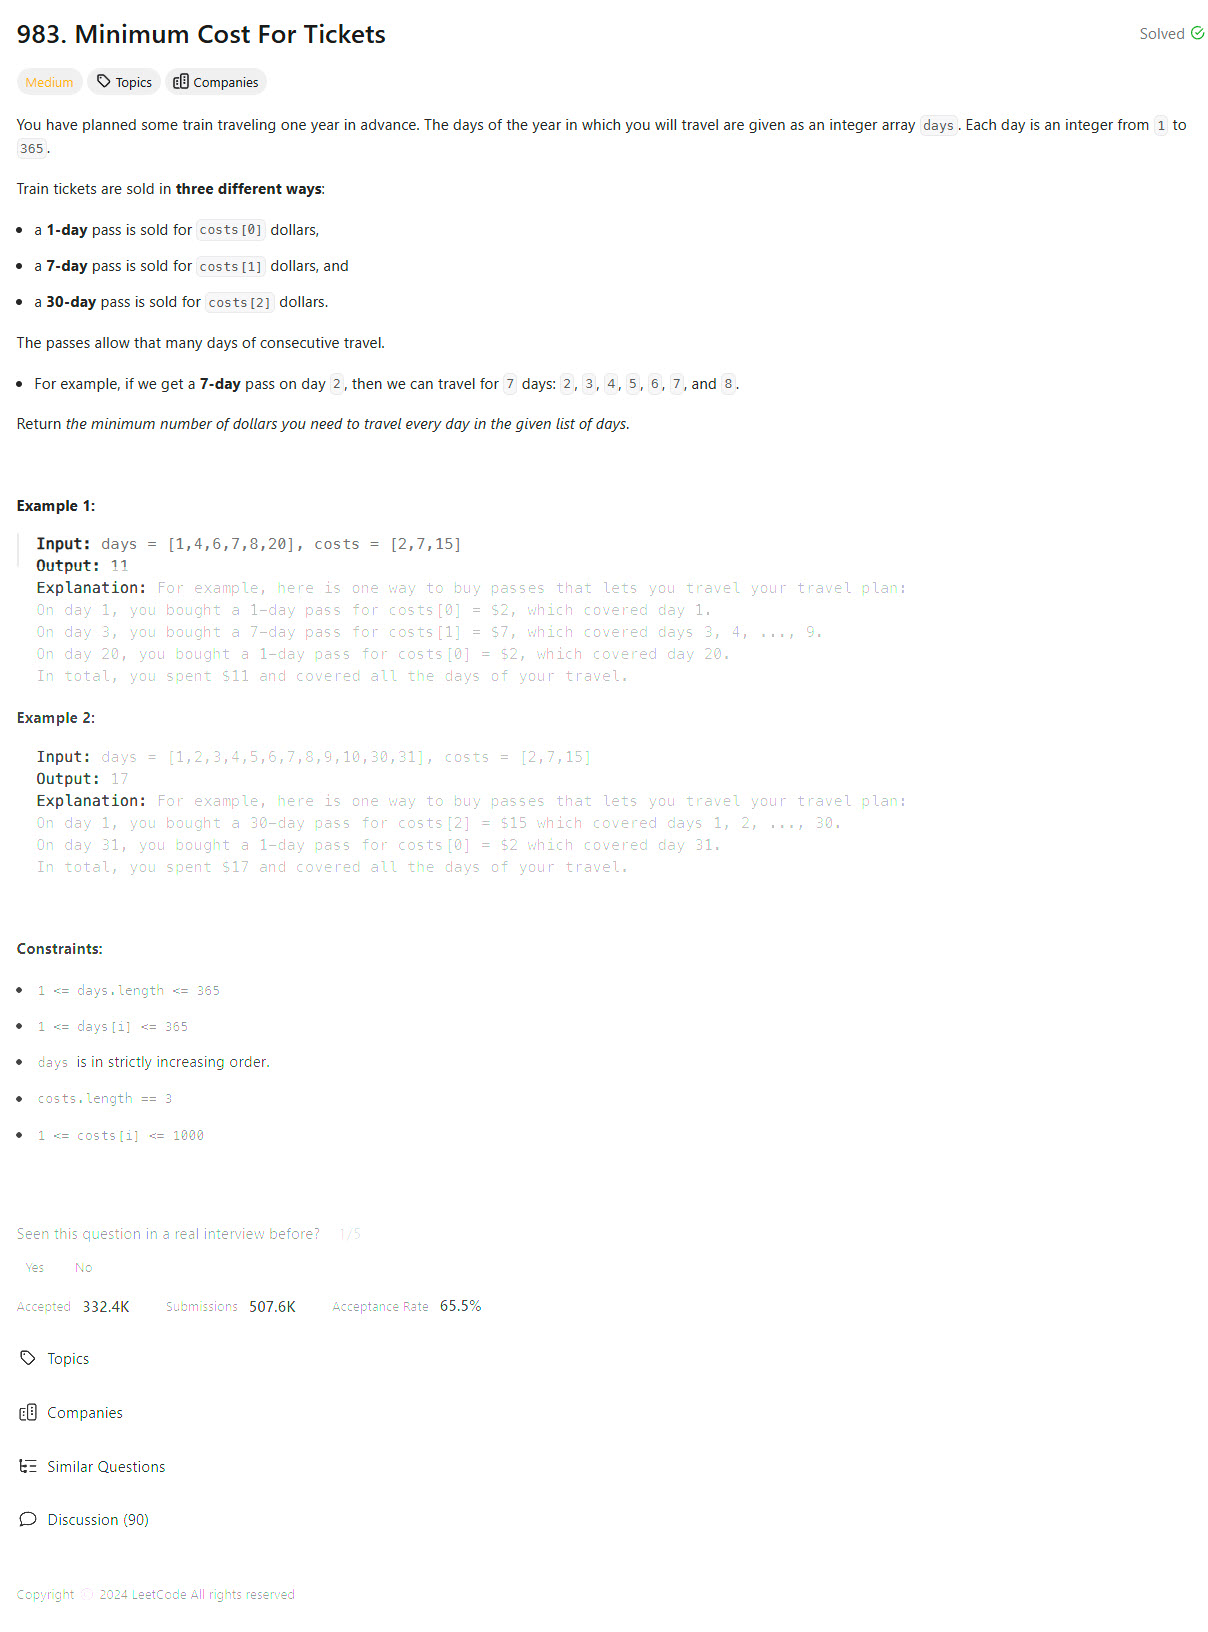 983. Minimum Cost For Tickets
Solved
Medium Topics Companies
You have planned some train traveling one year in advance. The days of the year in which you will travel are given as an integer array days. Each day is an integer from 1 to
365.
Train tickets are sold in three different ways:
• a 1-day pass is sold for costs[0] dollars,
• a 7-day pass is sold for costs[1] dollars, and
• a 30-day pass is sold for costs[2] dollars.
The passes allow that many days of consecutive travel.
• For example, if we get a 7-day pass on day 2, then we can travel for 7 days: 2, 3, 4, 5, 6, 7, and 8.
Return the minimum number of dollars you need to travel every day in the given list of days.
Example 1:
Input: days = [1,4,6,7,8,20], costs = [2,7,15]
Output: 11
Explanation: For example, here is one way to buy passes that lets you travel your travel plan:
On day 1, you bought a 1-day pass for costs[0] = $2, which covered day 1.
On day 3, you bought a 7-day pass for costs[1] = $7, which covered days 3, 4, ..., 9.
On day 20, you bought a 1-day pass for costs[0] = $2, which covered day 20.
In total, you spent $11 and covered all the days of your travel.
Example 2:
Input: days = [1,2,3,4,5,6,7,8,9,10,30,31], costs = [2,7,15]
Output: 17
Explanation: For example, here is one way to buy passes that lets you travel your travel plan:
On day 1, you bought a 30-day pass for costs[2] = $15 which covered days 1, 2, ..., 30.
On day 31, you bought a 1-day pass for costs[0] = $2 which covered day 31.
In total, you spent $17 and covered all the days of your travel.
Constraints:
• 1 <= days.length <= 365
• 1 <= days[i] <= 365
• days is in strictly increasing order.
• costs.length == 3
• 1 <= costs[i] <= 1000
Seen this question in a real interview before? 1/5
Yes No
Accepted 332.4K Submissions 507.6K Acceptance Rate 65.5%
Topics
Companies
Similar Questions
Discussion (90)
Copyright © 2024 LeetCode All rights reserved